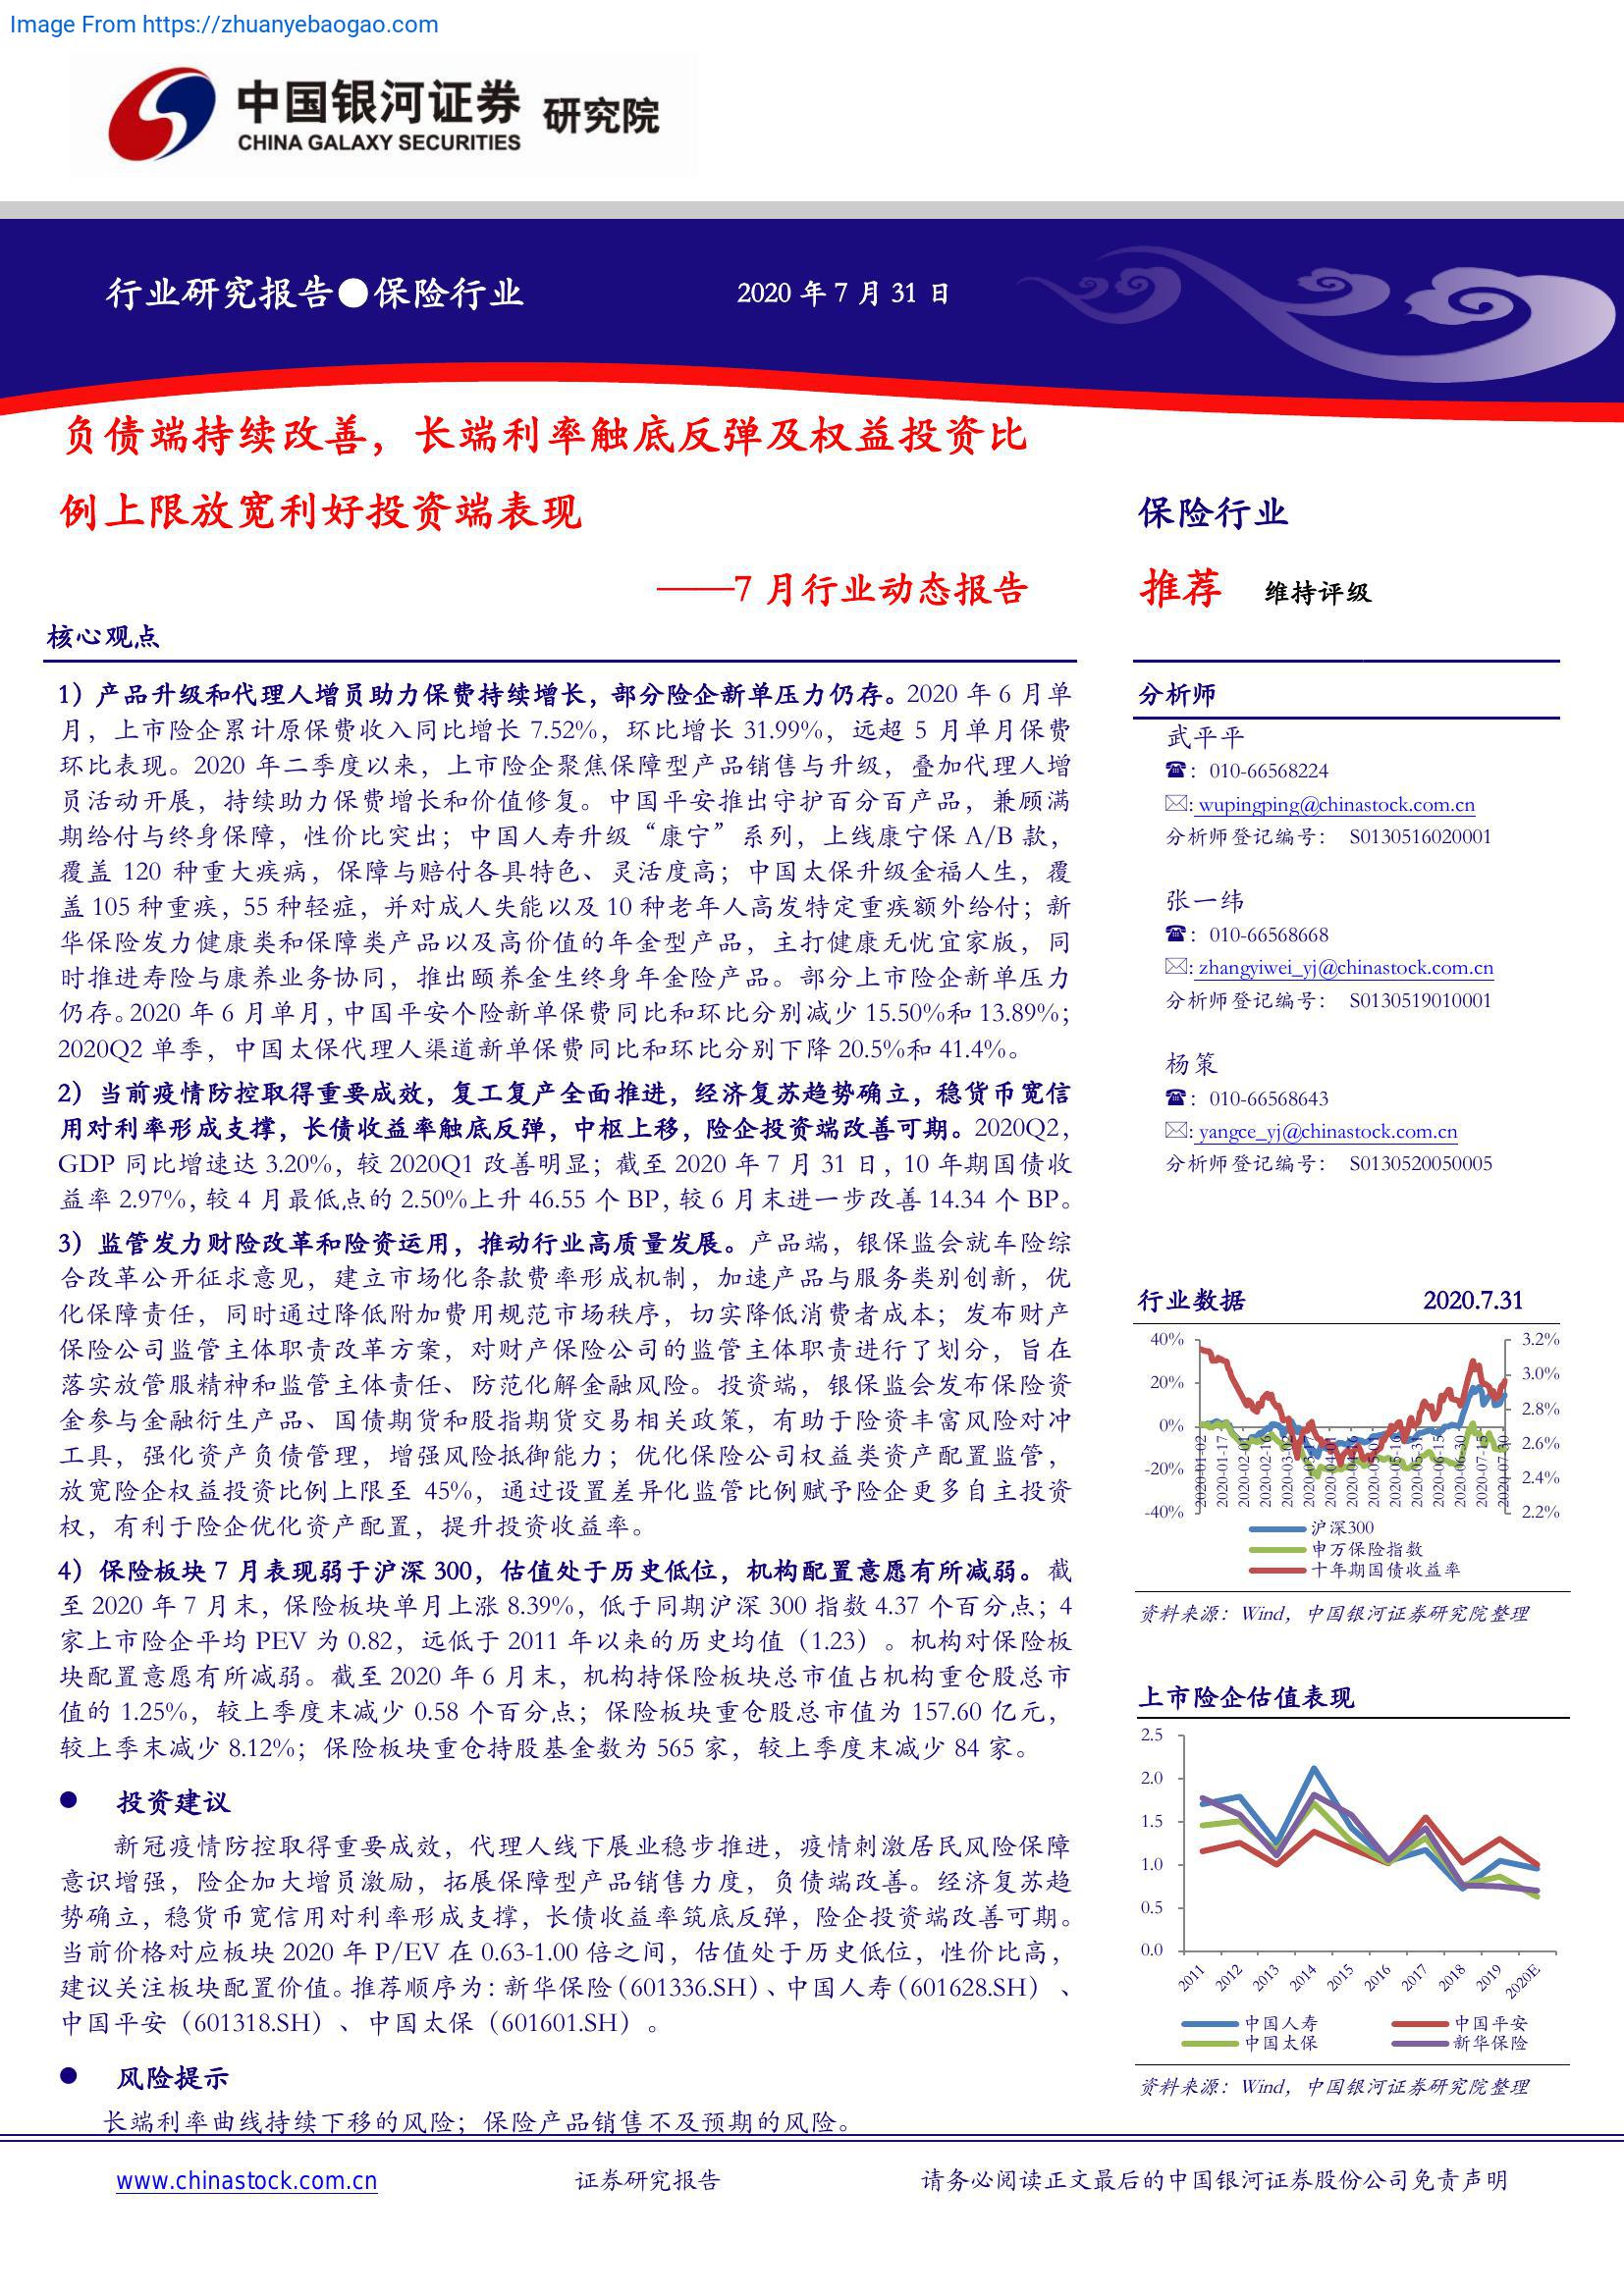 Image From https://zhuanyebaogao.com
中国银河证券 研究院
CHINA GALAXY SECURITIES
行业研究报告●保险行业
2020 年 7 月 31 日
负债端持续改善，长端利率触底反弹及权益投资比
例上限放宽利好投资端表现
——7 月行业动态报告
核心观点
1）产品升级和代理人增员助力保费持续增长，部分险企新单压力仍存。2020 年 6 月单
月，上市险企累计原保费收入同比增长 7.52%，环比增长 31.99%，远超 5 月单月保费
环比表现。2020 年二季度以来，上市险企聚焦保障型产品销售与升级，叠加代理人增
员活动开展，持续助力保费增长和价值修复。中国平安推出守护百分百产品，兼顾满
期给付与终身保障，性价比突出；中国人寿升级“康宁”系列，上线康宁保 A/B 款，
覆盖 120 种重大疾病，保障与赔付各具特色、灵活度高；中国太保升级金福人生，覆
盖 105 种重疾，55 种轻症，并对成人失能以及 10 种老年人高发特定重疾额外给付；新
华保险发力健康类和保障类产品以及高价值的年金型产品，主打健康无忧宜家版，同
时推进寿险与康养业务协同，推出颐养金生终身年金险产品。部分上市险企新单压力
仍存。2020 年 6 月单月，中国平安个险新单保费同比和环比分别减少 15.50%和 13.89%；
2020Q2 单季，中国太保代理人渠道新单保费同比和环比分别下降 20.5%和 41.4%。
2）当前疫情防控取得重要成效，复工复产全面推进，经济复苏趋势确立，稳货币宽信
用对利率形成支撑，长债收益率触底反弹，中枢上移，险企投资端改善可期。2020Q2，
GDP 同比增速达 3.20%，较 2020Q1 改善明显；截至 2020 年 7 月 31 日，10 年期国债收
益率 2.97%，较 4 月最低点的 2.50%上升 46.55 个 BP，较 6 月末进一步改善 14.34 个 BP。
3）监管发力财险改革和险资运用，推动行业高质量发展。产品端，银保监会就车险综
合改革公开征求意见，建立市场化条款费率形成机制，加速产品与服务类别创新，优
化保障责任，同时通过降低附加费用规范市场秩序，切实降低消费者成本；发布财产
保险公司监管主体职责改革方案，对财产保险公司的监管主体职责进行了划分，旨在
落实放管服精神和监管主体责任、防范化解金融风险。投资端，银保监会发布保险资
金参与金融衍生产品、国债期货和股指期货交易相关政策，有助于险资丰富风险对冲
工具，强化资产负债管理，增强风险抵御能力；优化保险公司权益类资产配置监管，
放宽险企权益投资比例上限至 45%，通过设置差异化监管比例赋予险企更多自主投资
权，有利于险企优化资产配置，提升投资收益率。
4）保险板块 7 月表现弱于沪深 300，估值处于历史低位，机构配置意愿有所减弱。截
至 2020 年 7 月末，保险板块单月上涨 8.39%，低于同期沪深 300 指数 4.37 个百分点；4
家上市险企平均 PEV 为 0.82，远低于 2011 年以来的历史均值（1.23）。机构对保险板
块配置意愿有所减弱。截至 2020 年 6 月末，机构持保险板块总市值占机构重仓股总市
值的 1.25%，较上季度末减少 0.58 个百分点；保险板块重仓股总市值为 157.60 亿元，
较上季末减少 8.12%；保险板块重仓持股基金数为 565 家，较上季度末减少 84 家。
● 投资建议
新冠疫情防控取得重要成效，代理人线下展业稳步推进，疫情刺激居民风险保障
意识增强，险企加大增员激励，拓展保障型产品销售力度，负债端改善。经济复苏趋
势确立，稳货币宽信用对利率形成支撑，长债收益率筑底反弹，险企投资端改善可期。
当前价格对应板块 2020 年 P/EV 在 0.63-1.00 倍之间，估值处于历史低位，性价比高，
建议关注板块配置价值。推荐顺序为：新华保险（601336.SH）、中国人寿（601628.SH）、
中国平安（601318.SH）、中国太保（601601.SH）。
● 风险提示
长端利率曲线持续下移的风险；保险产品销售不及预期的风险。
保险行业
推荐 维持评级
分析师
武平平
☎：010-66568224
✉: wupingping@chinastock.com.cn
分析师登记编号： S0130516020001
张一纬
☎：010-66568668
✉: zhangyiwei_yj@chinastock.com.cn
分析师登记编号： S0130519010001
杨策
☎：010-66568643
✉: yangce_yj@chinastock.com.cn
分析师登记编号： S0130520050005
行业数据 2020.7.31
40% 3.2%
20% 3.0%
0% 2.8%
-20% 2.6%
-40% 2.4%
2.2%
2020-01-02 2020-01-17 2020-02-01 2020-02-16 2020-03-02 2020-03-17 2020-04-01 2020-04-16 2020-05-01 2020-05-16 2020-05-31 2020-06-15 2020-06-30 2020-07-15 2020-07-30
沪深300
申万保险指数
十年期国债收益率
资料来源：Wind，中国银河证券研究院整理
上市险企估值表现
2.5
2.0
1.5
1.0
0.5
0.0
2011 2012 2013 2014 2015 2016 2017 2018 2019 2020E
中国人寿 中国平安
中国太保 新华保险
资料来源：Wind，中国银河证券研究院整理
www.chinastock.com.cn 证券研究报告 请务必阅读正文最后的中国银河证券股份公司免责声明